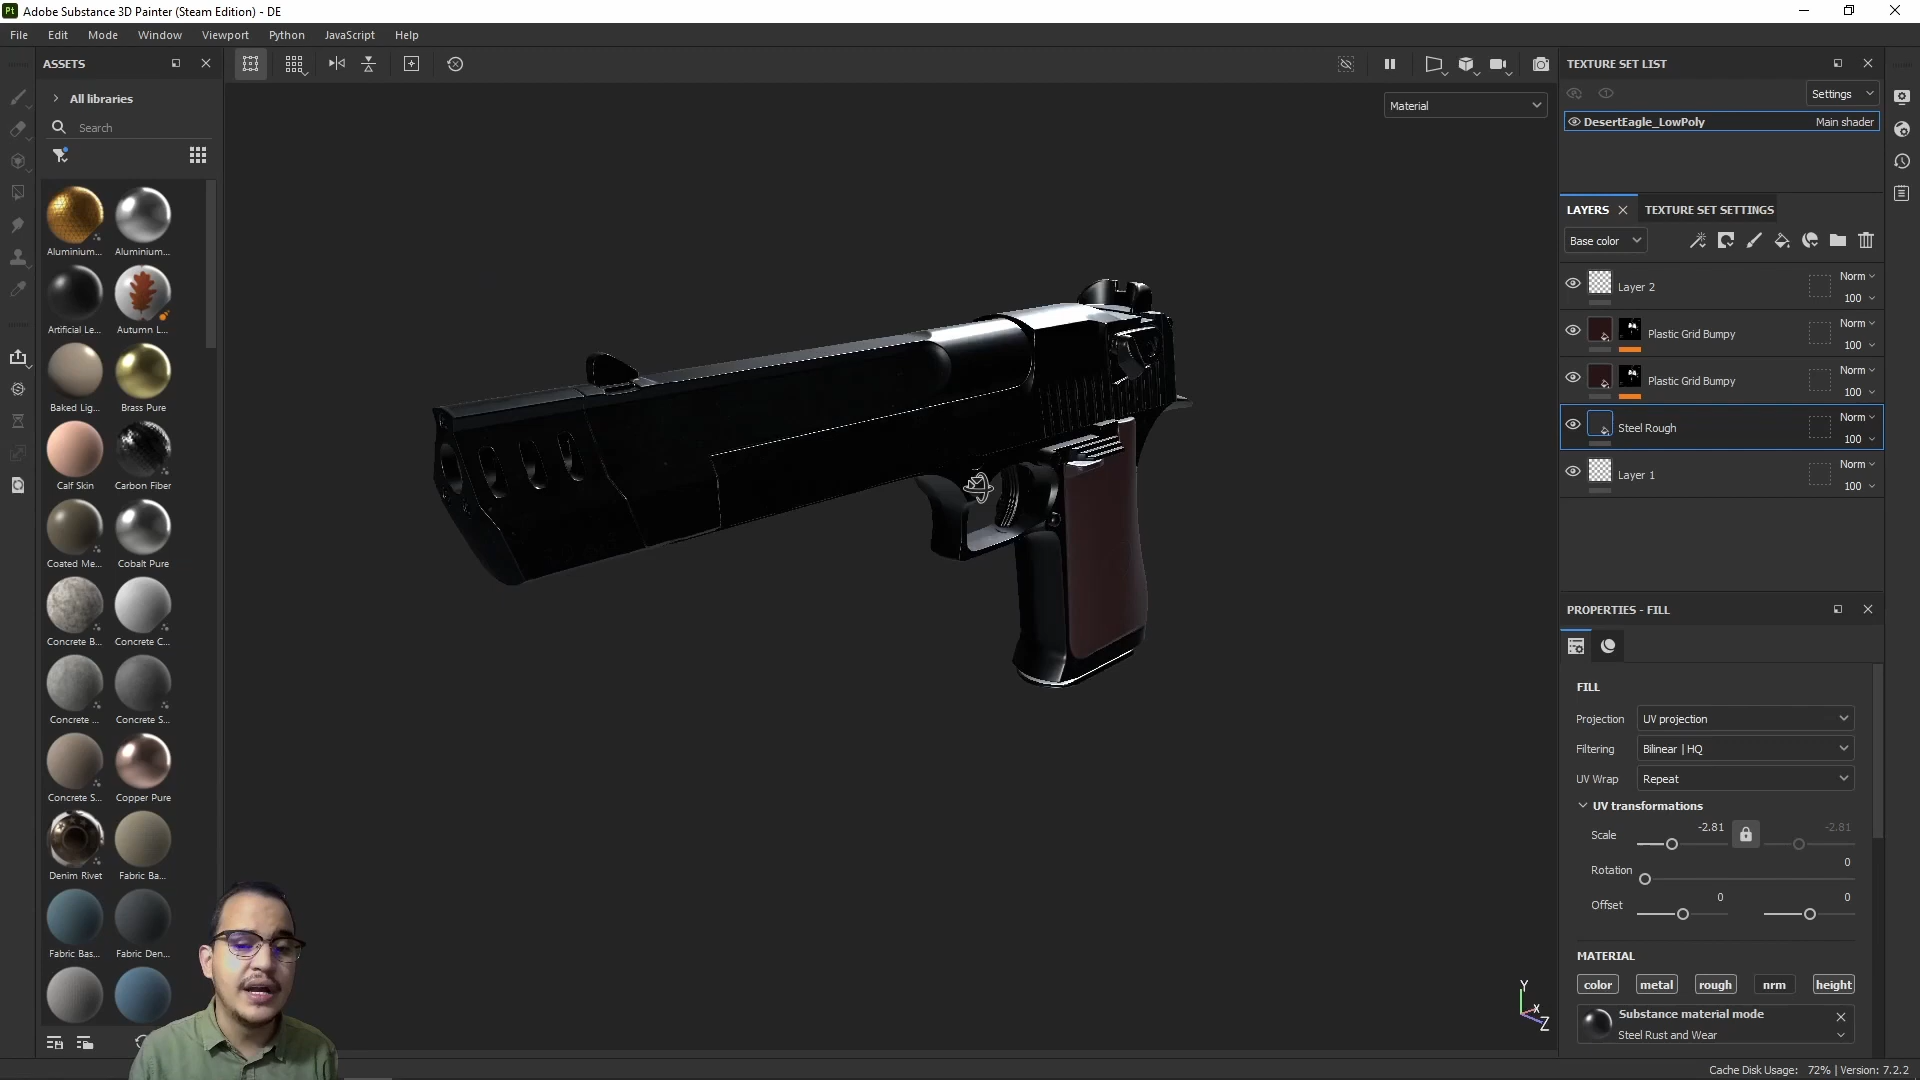 Pt Adobe Substance 3D Painter (Steam Edition) - DE
File Edit Mode Window Viewport Python JavaScript Help
ASSETS
All libraries
Search
Aluminium... Aluminium...
Artificial Le... Autumn L...
Baked Lig... Brass Pure
Calf Skin Carbon Fiber
Coated Me... Cobalt Pure
Concrete B... Concrete C...
Concrete ... Concrete S...
Concrete S... Copper Pure
Denim Rivet Fabric Ba...
Fabric Bas... Fabric Den...
Material
Y
X
Z
TEXTURE SET LIST
Settings
DesertEagle_LowPoly Main shader
LAYERS TEXTURE SET SETTINGS
Base color
Layer 2 Norm
100
Plastic Grid Bumpy Norm
100
Plastic Grid Bumpy Norm
100
Steel Rough Norm
100
Layer 1 Norm
100
PROPERTIES - FILL
FILL
Projection UV projection
Filtering Bilinear | HQ
UV Wrap Repeat
UV transformations
Scale -2.81 -2.81
Rotation 0
Offset 0 0
MATERIAL
color metal rough nrm height
Substance material mode
Steel Rust and Wear
Cache Disk Usage: 72% | Version: 7.2.2